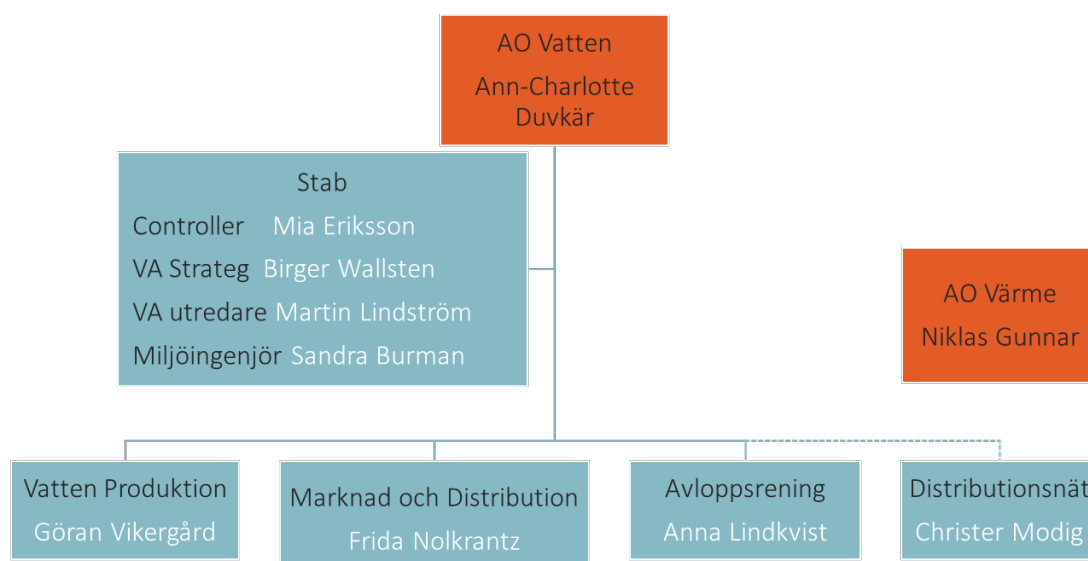 AO Vatten
Ann-Charlotte
Duvkär
Stab
Controller Mia Eriksson
VA Strateg Birger Wallsten
VA utredare Martin Lindström
Miljöingenjör Sandra Burman
AO Värme
Niklas Gunnar
Vatten Produktion
Göran Vikergård
Marknad och Distribution
Frida Nolkrantz
Avloppsrening
Anna Lindkvist
Distributionsnät
Christer Modig